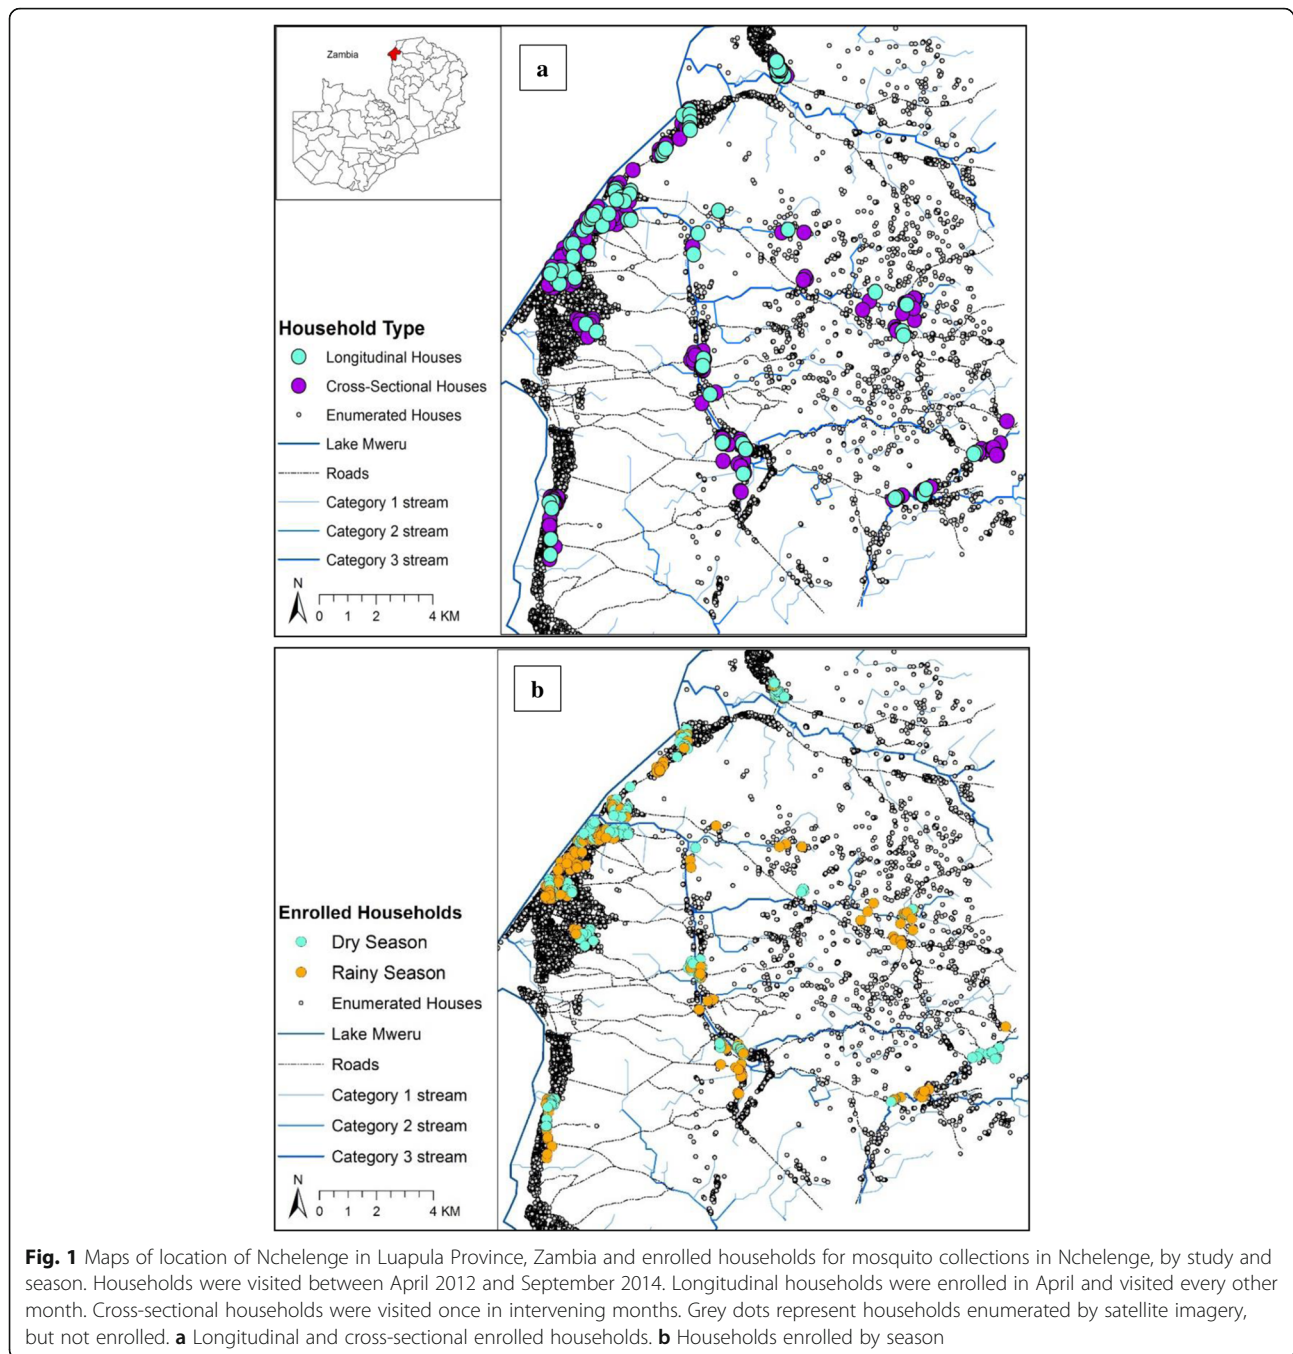 Zambia
a
Household Type
Longitudinal Houses
Cross-Sectional Houses
Enumerated Houses
Lake Mweru
Roads
Category 1 stream
Category 2 stream
Category 3 stream
N
0 1 2 4 KM
b
Enrolled Households
Dry Season
Rainy Season
Enumerated Houses
Lake Mweru
Roads
Category 1 stream
Category 2 stream
Category 3 stream
N
0 1 2 4 KM
Fig. 1 Maps of location of Nchelenge in Luapula Province, Zambia and enrolled households for mosquito collections in Nchelenge, by study and
season. Households were visited between April 2012 and September 2014. Longitudinal households were enrolled in April and visited every other
month. Cross-sectional households were visited once in intervening months. Grey dots represent households enumerated by satellite imagery,
but not enrolled. a Longitudinal and cross-sectional enrolled households. b Households enrolled by season